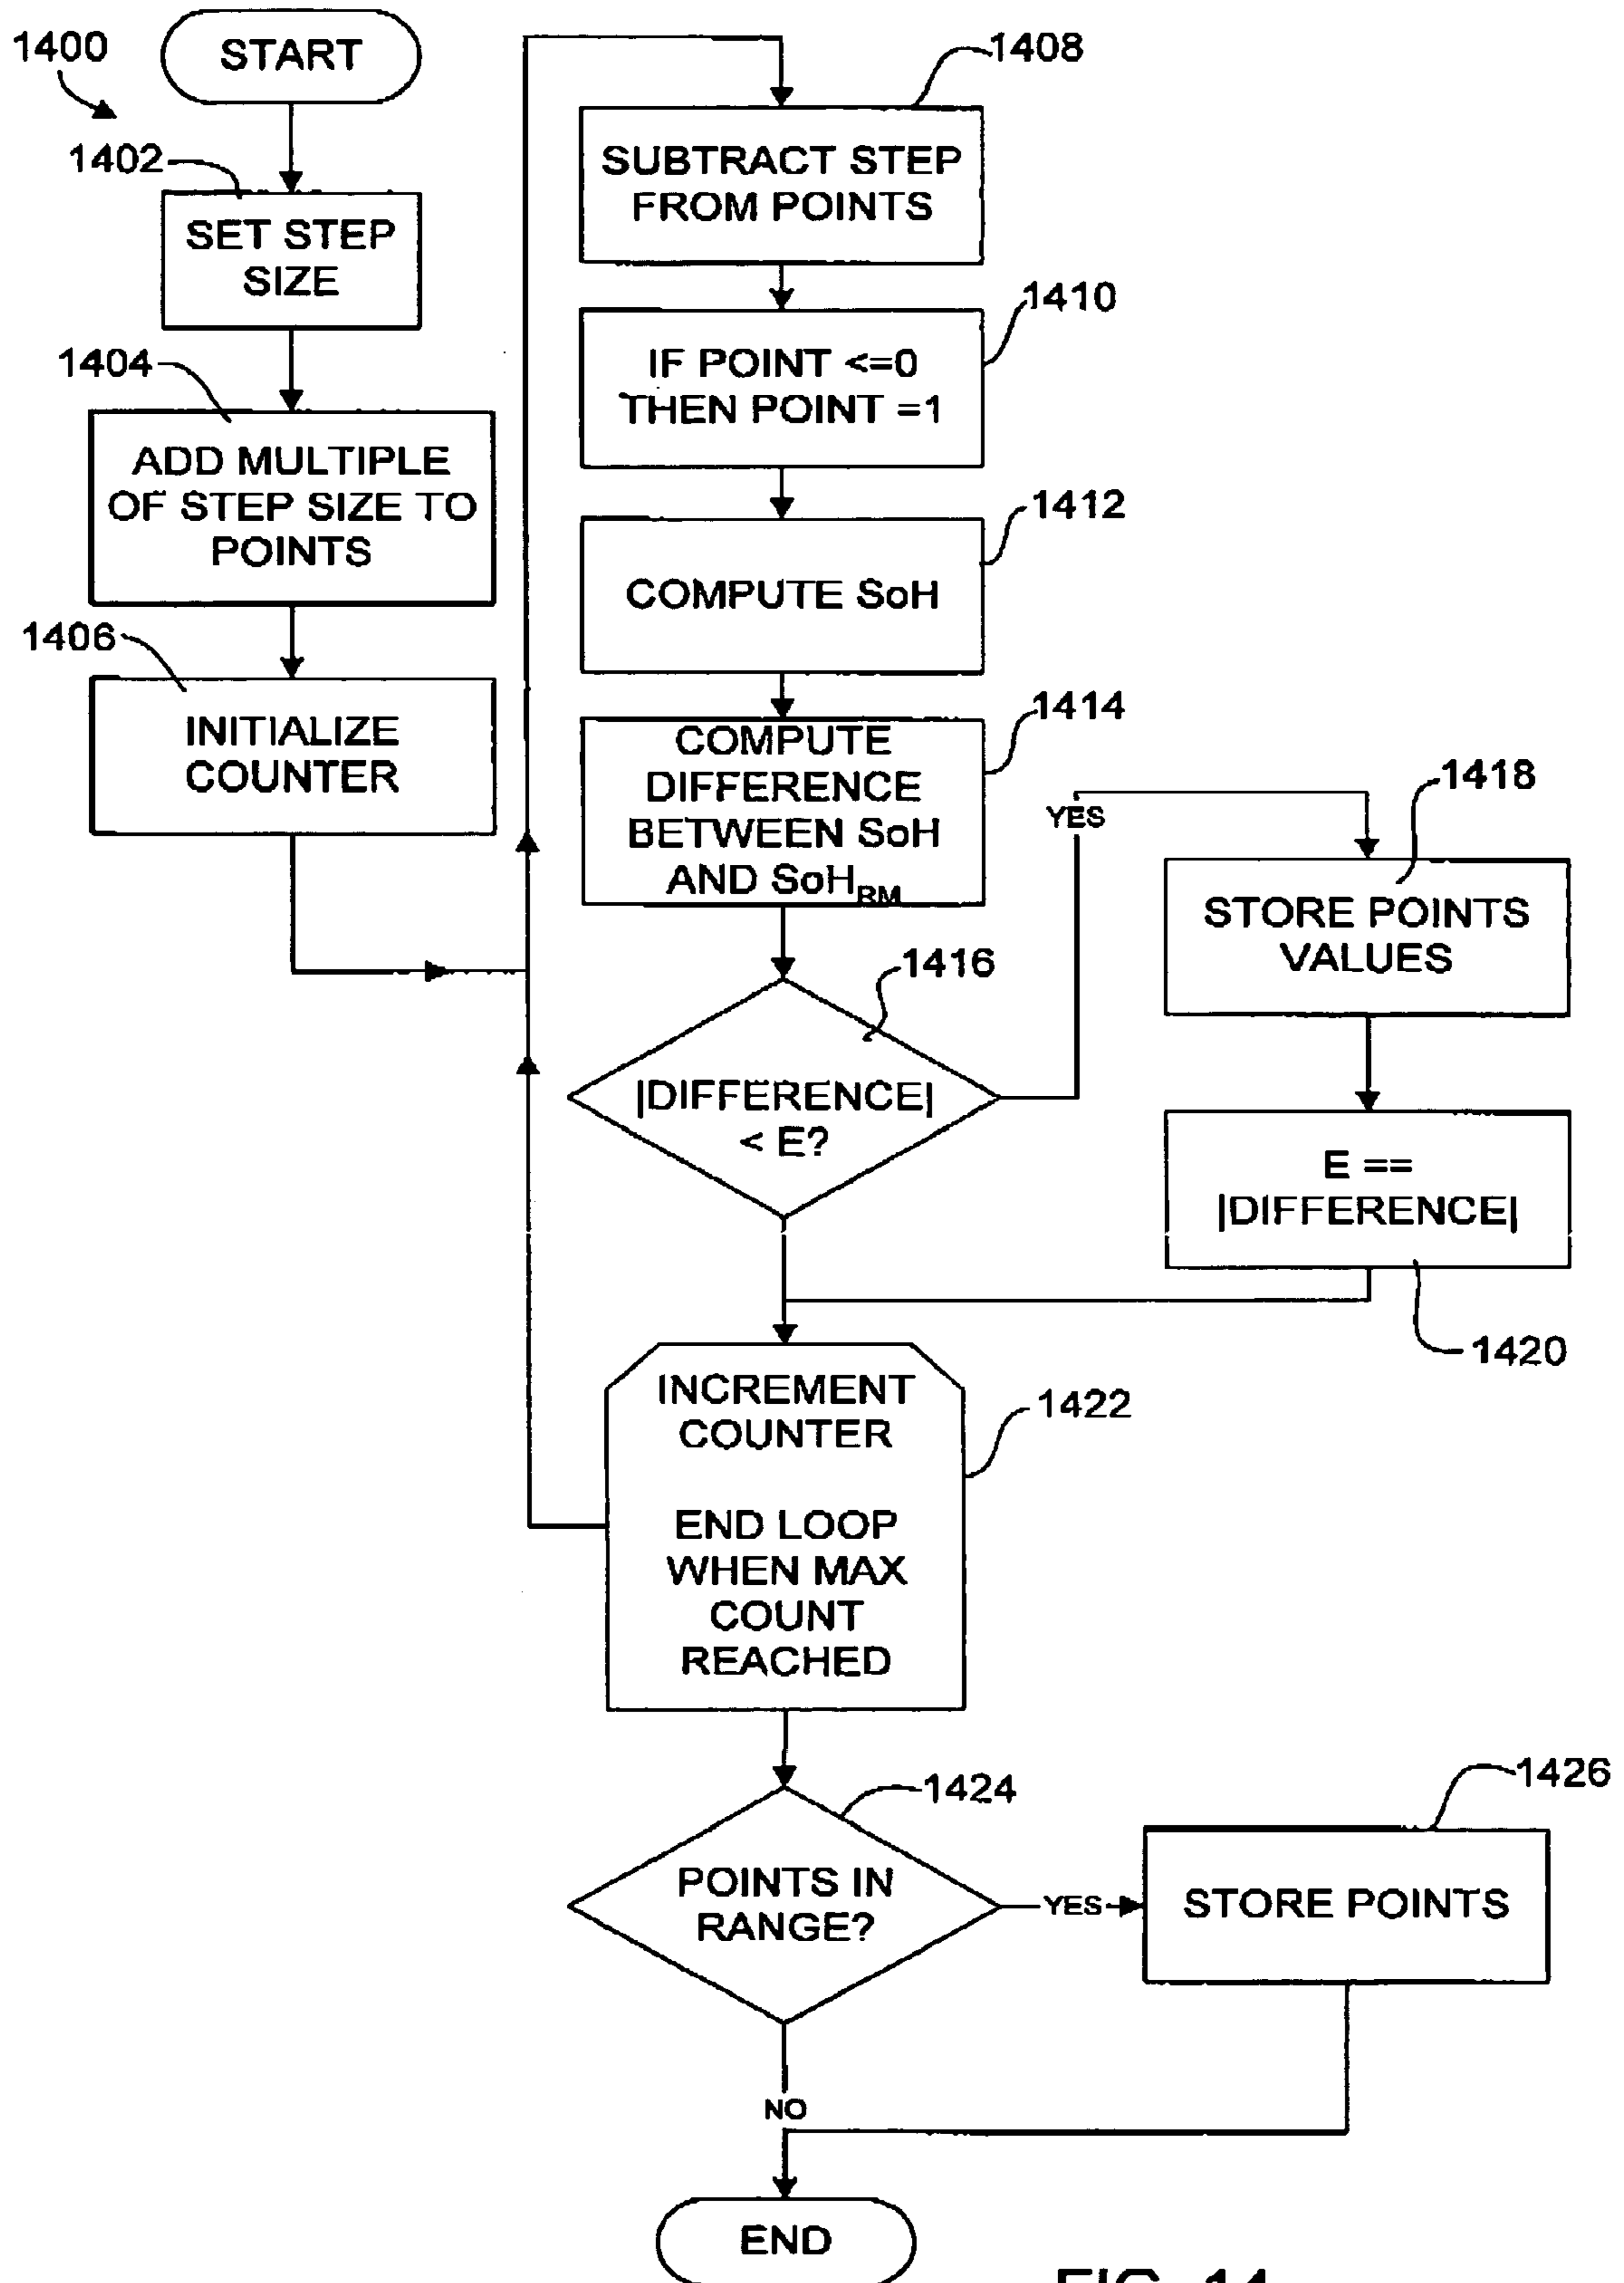 1400
START
1402
SET STEP
SIZE
1404
ADD MULTIPLE
OF STEP SIZE TO
POINTS
1406
INITIALIZE
COUNTER
1408
SUBTRACT STEP
FROM POINTS
1410
IF POINT <=0
THEN POINT =1
1412
COMPUTE SoH
1414
COMPUTE
DIFFERENCE
BETWEEN SoH
AND SoHRM
1416
|DIFFERENCE|
< E?
YES
1418
STORE POINTS
VALUES
E ==
|DIFFERENCE|
1420
INCREMENT
COUNTER
END LOOP
WHEN MAX
COUNT
REACHED
1422
1424
POINTS IN
RANGE?
YES
1426
STORE POINTS
NO
END
FIG. 14